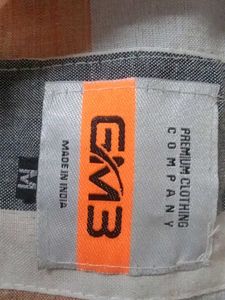 GM3
MADE IN INDIA
PREMIUM CLOTHING
COMPANY
M